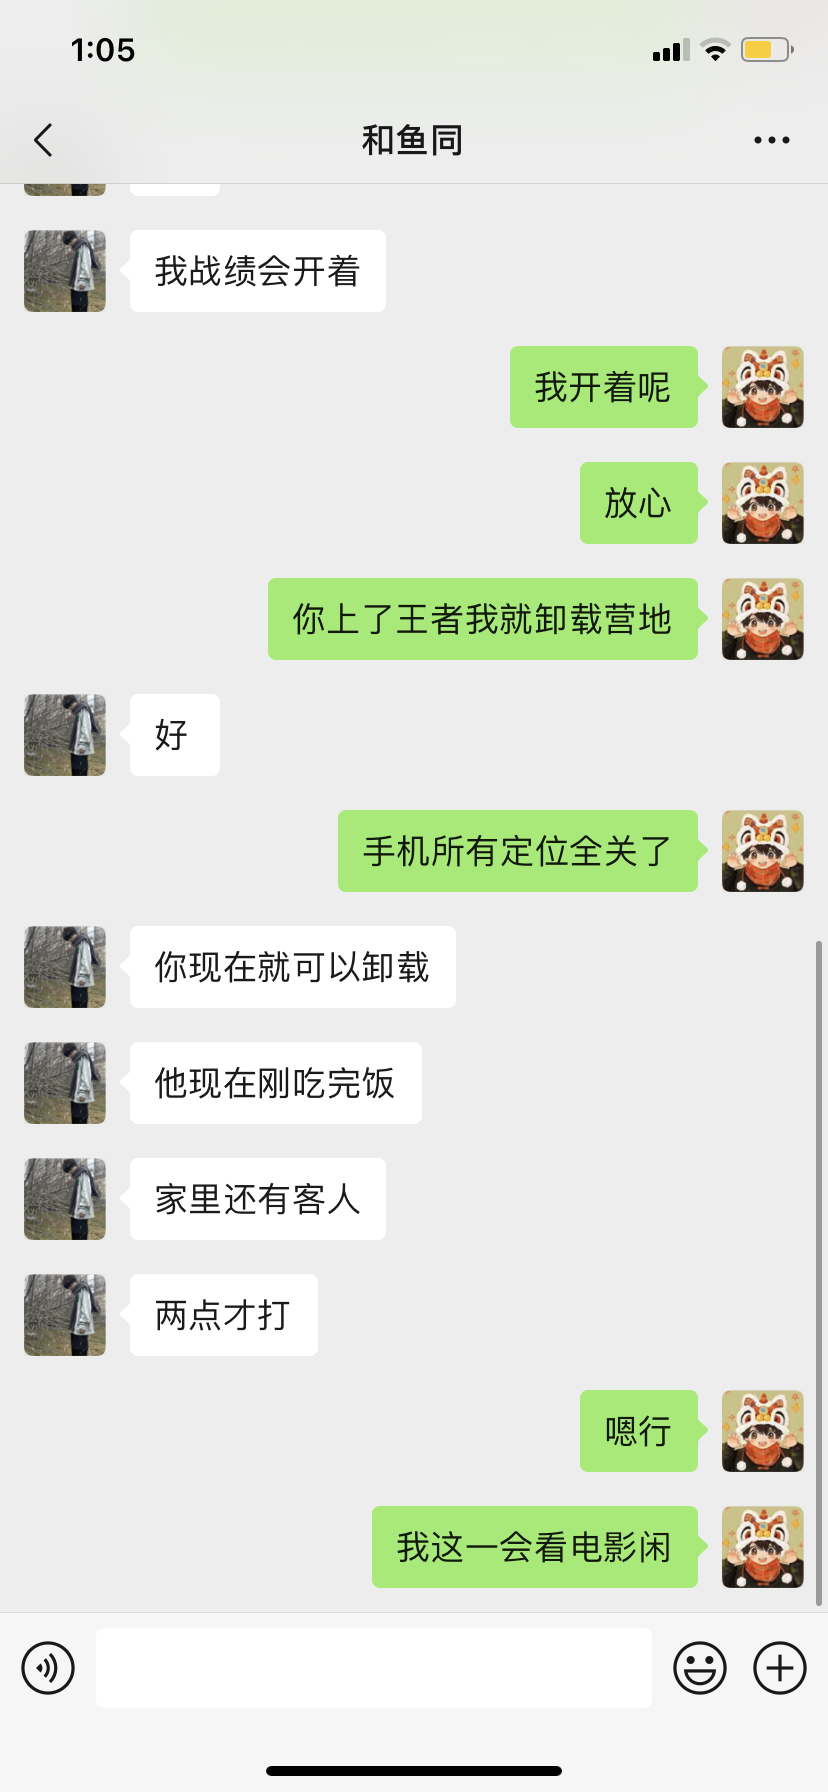 1:05
和鱼同
我战绩会开着
我开着呢
放心
你上了王者我就卸载营地
好
手机所有定位全关了
你现在就可以卸载
他现在刚吃完饭
家里还有客人
两点才打
嗯行
我这一会看电影闲